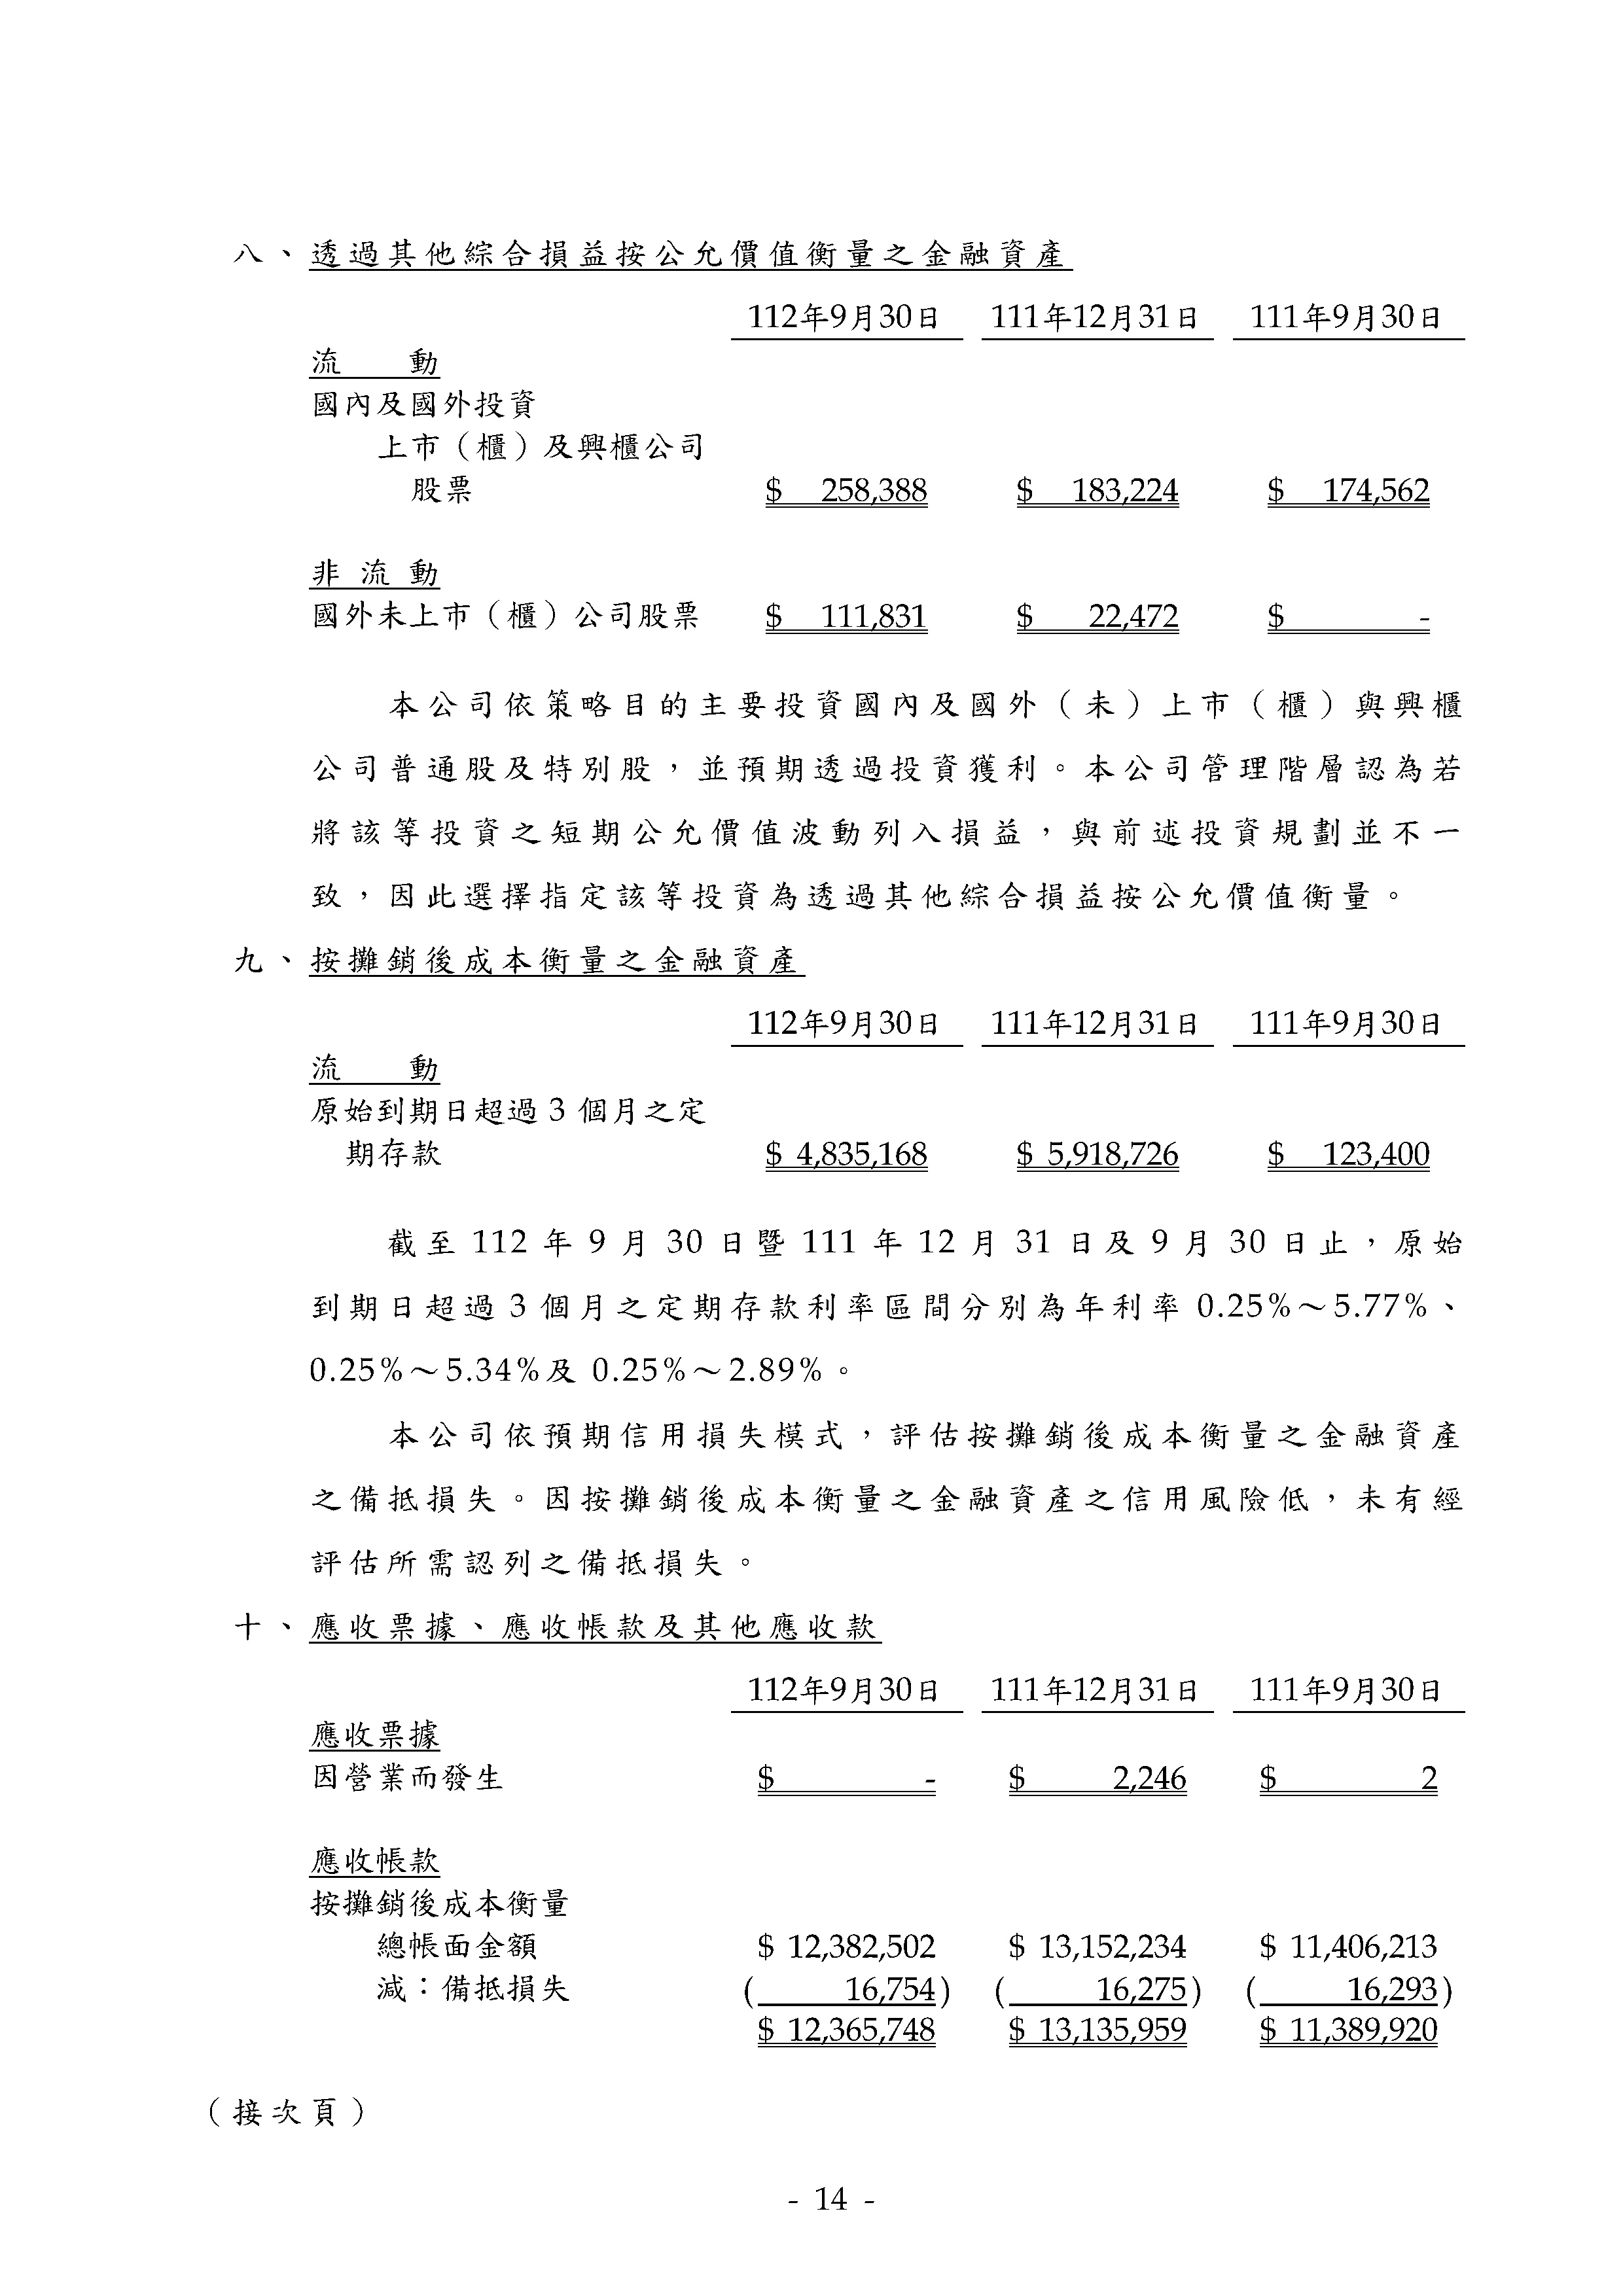 八、透過其他綜合損益按公允價值衡量之金融資產
112年9月30日 111年12月31日 111年9月30日
流 動
國內及國外投資
上市（櫃）及興櫃公司
股票 $ 258,388 $ 183,224 $ 174,562
非 流 動
國外未上市（櫃）公司股票 $ 111,831 $ 22,472 $ -
本公司依策略目的主要投資國內及國外（未）上市（櫃）與興櫃
公司普通股及特別股，並預期透過投資獲利。本公司管理階層認為若
將該等投資之短期公允價值波動列入損益，與前述投資規劃並不一
致，因此選擇指定該等投資為透過其他綜合損益按公允價值衡量。
九、按攤銷後成本衡量之金融資產
112年9月30日 111年12月31日 111年9月30日
流 動
原始到期日超過 3 個月之定
期存款 $ 4,835,168 $ 5,918,726 $ 123,400
截至 112 年 9 月 30 日暨 111 年 12 月 31 日及 9 月 30 日止，原始
到期日超過 3 個月之定期存款利率區間分別為年利率 0.25%～5.77%、
0.25%～5.34%及 0.25%～2.89%。
本公司依預期信用損失模式，評估按攤銷後成本衡量之金融資產
之備抵損失。因按攤銷後成本衡量之金融資產之信用風險低，未有經
評估所需認列之備抵損失。
十、應收票據、應收帳款及其他應收款
112年9月30日 111年12月31日 111年9月30日
應收票據
因營業而發生 $ - $ 2,246 $ 2
應收帳款
按攤銷後成本衡量
總帳面金額 $ 12,382,502 $ 13,152,234 $ 11,406,213
減：備抵損失 ( 16,754) ( 16,275) ( 16,293)
$ 12,365,748 $ 13,135,959 $ 11,389,920
（接次頁）
- 14 -